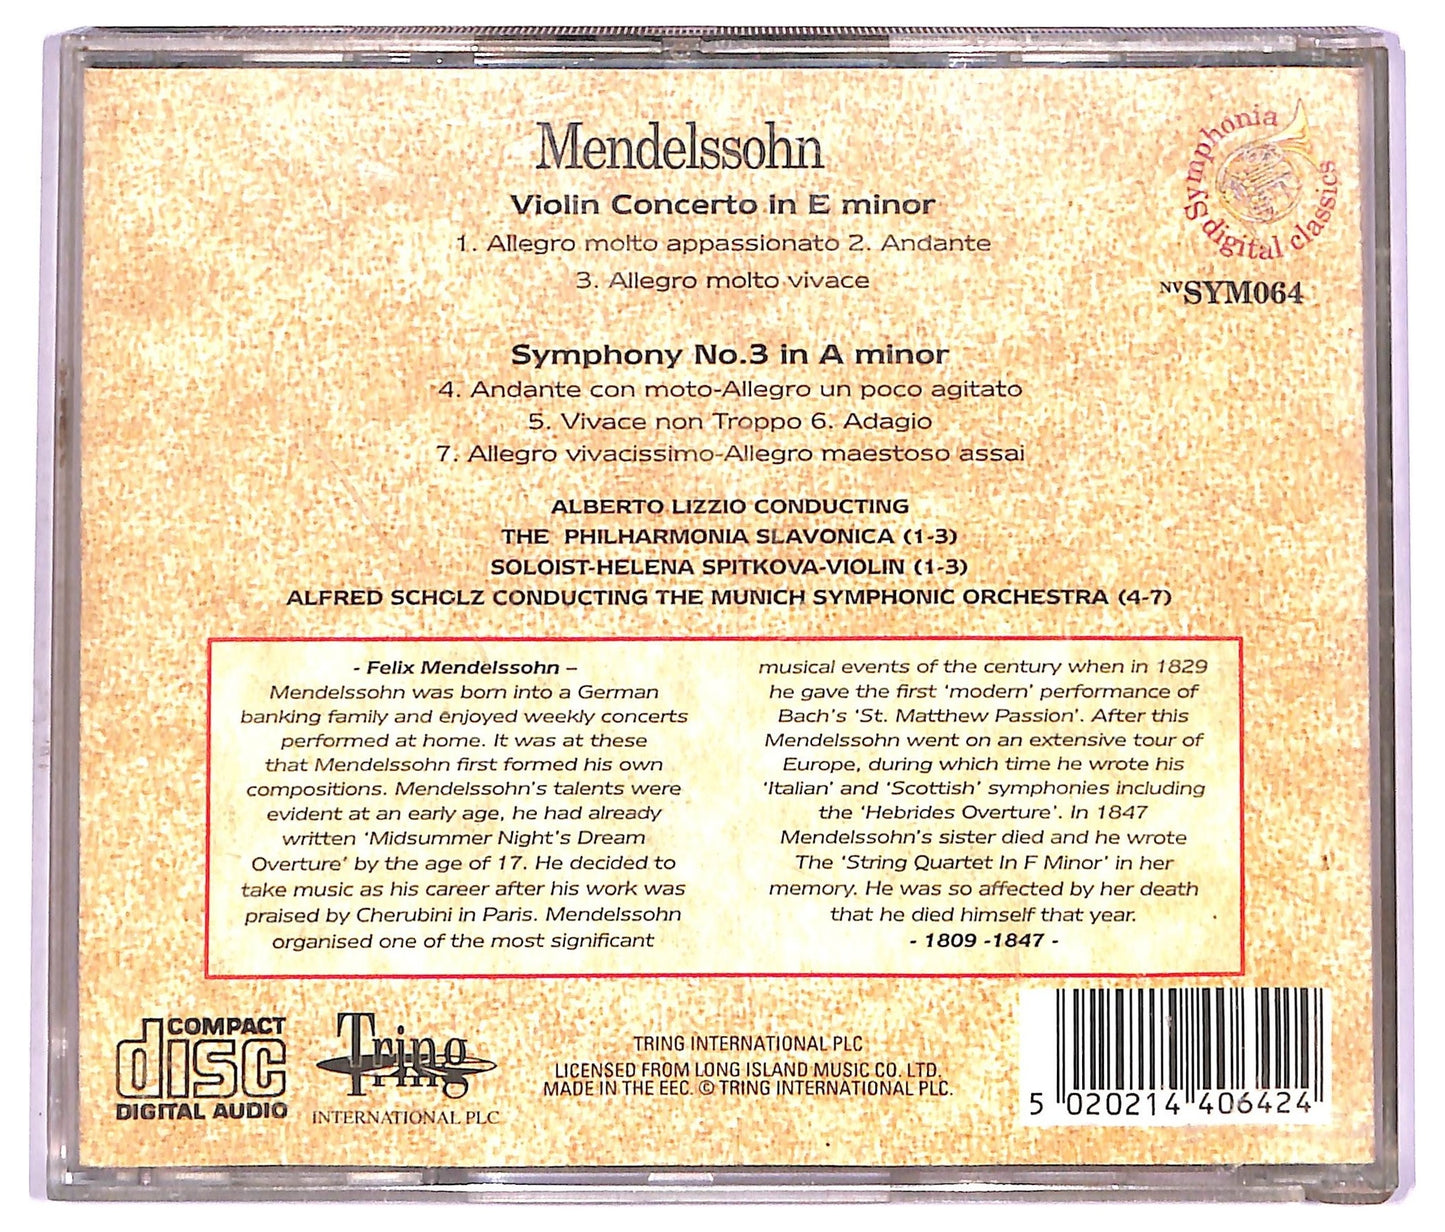 Mendelssohn
Violin Concerto in E minor
1. Allegro molto appassionato 2. Andante
3. Allegro molto vivace
Symphonia
digital classics
NVSYM064
Symphony No.3 in A minor
4. Andante con moto-Allegro un poco agitato
5. Vivace non Troppo 6. Adagio
7. Allegro vivacissimo-Allegro maestoso assai
ALBERTO LIZZIO CONDUCTING
THE PHILHARMONIA SLAVONICA (1-3)
SOLOIST-HELENA SPITKOVA-VIOLIN (1-3)
ALFRED SCHOLZ CONDUCTING THE MUNICH SYMPHONIC ORCHESTRA (4-7)
- Felix Mendelssohn –
Mendelssohn was born into a German
banking family and enjoyed weekly concerts
performed at home. It was at these
that Mendelssohn first formed his own
compositions. Mendelssohn's talents were
evident at an early age, he had already
written 'Midsummer Night's Dream
Overture' by the age of 17. He decided to
take music as his career after his work was
praised by Cherubini in Paris. Mendelssohn
organised one of the most significant
musical events of the century when in 1829
he gave the first 'modern' performance of
Bach's 'St. Matthew Passion'. After this
Mendelssohn went on an extensive tour of
Europe, during which time he wrote his
'Italian' and 'Scottish' symphonies including
the 'Hebrides Overture'. In 1847
Mendelssohn's sister died and he wrote
The 'String Quartet In F Minor' in her
memory. He was so affected by her death
that he died himself that year.
- 1809 -1847 -
COMPACT
disc
DIGITAL AUDIO
Tring
INTERNATIONAL PLC
TRING INTERNATIONAL PLC
LICENSED FROM LONG ISLAND MUSIC CO. LTD.
MADE IN THE EEC. © TRING INTERNATIONAL PLC.
5 020214 406424